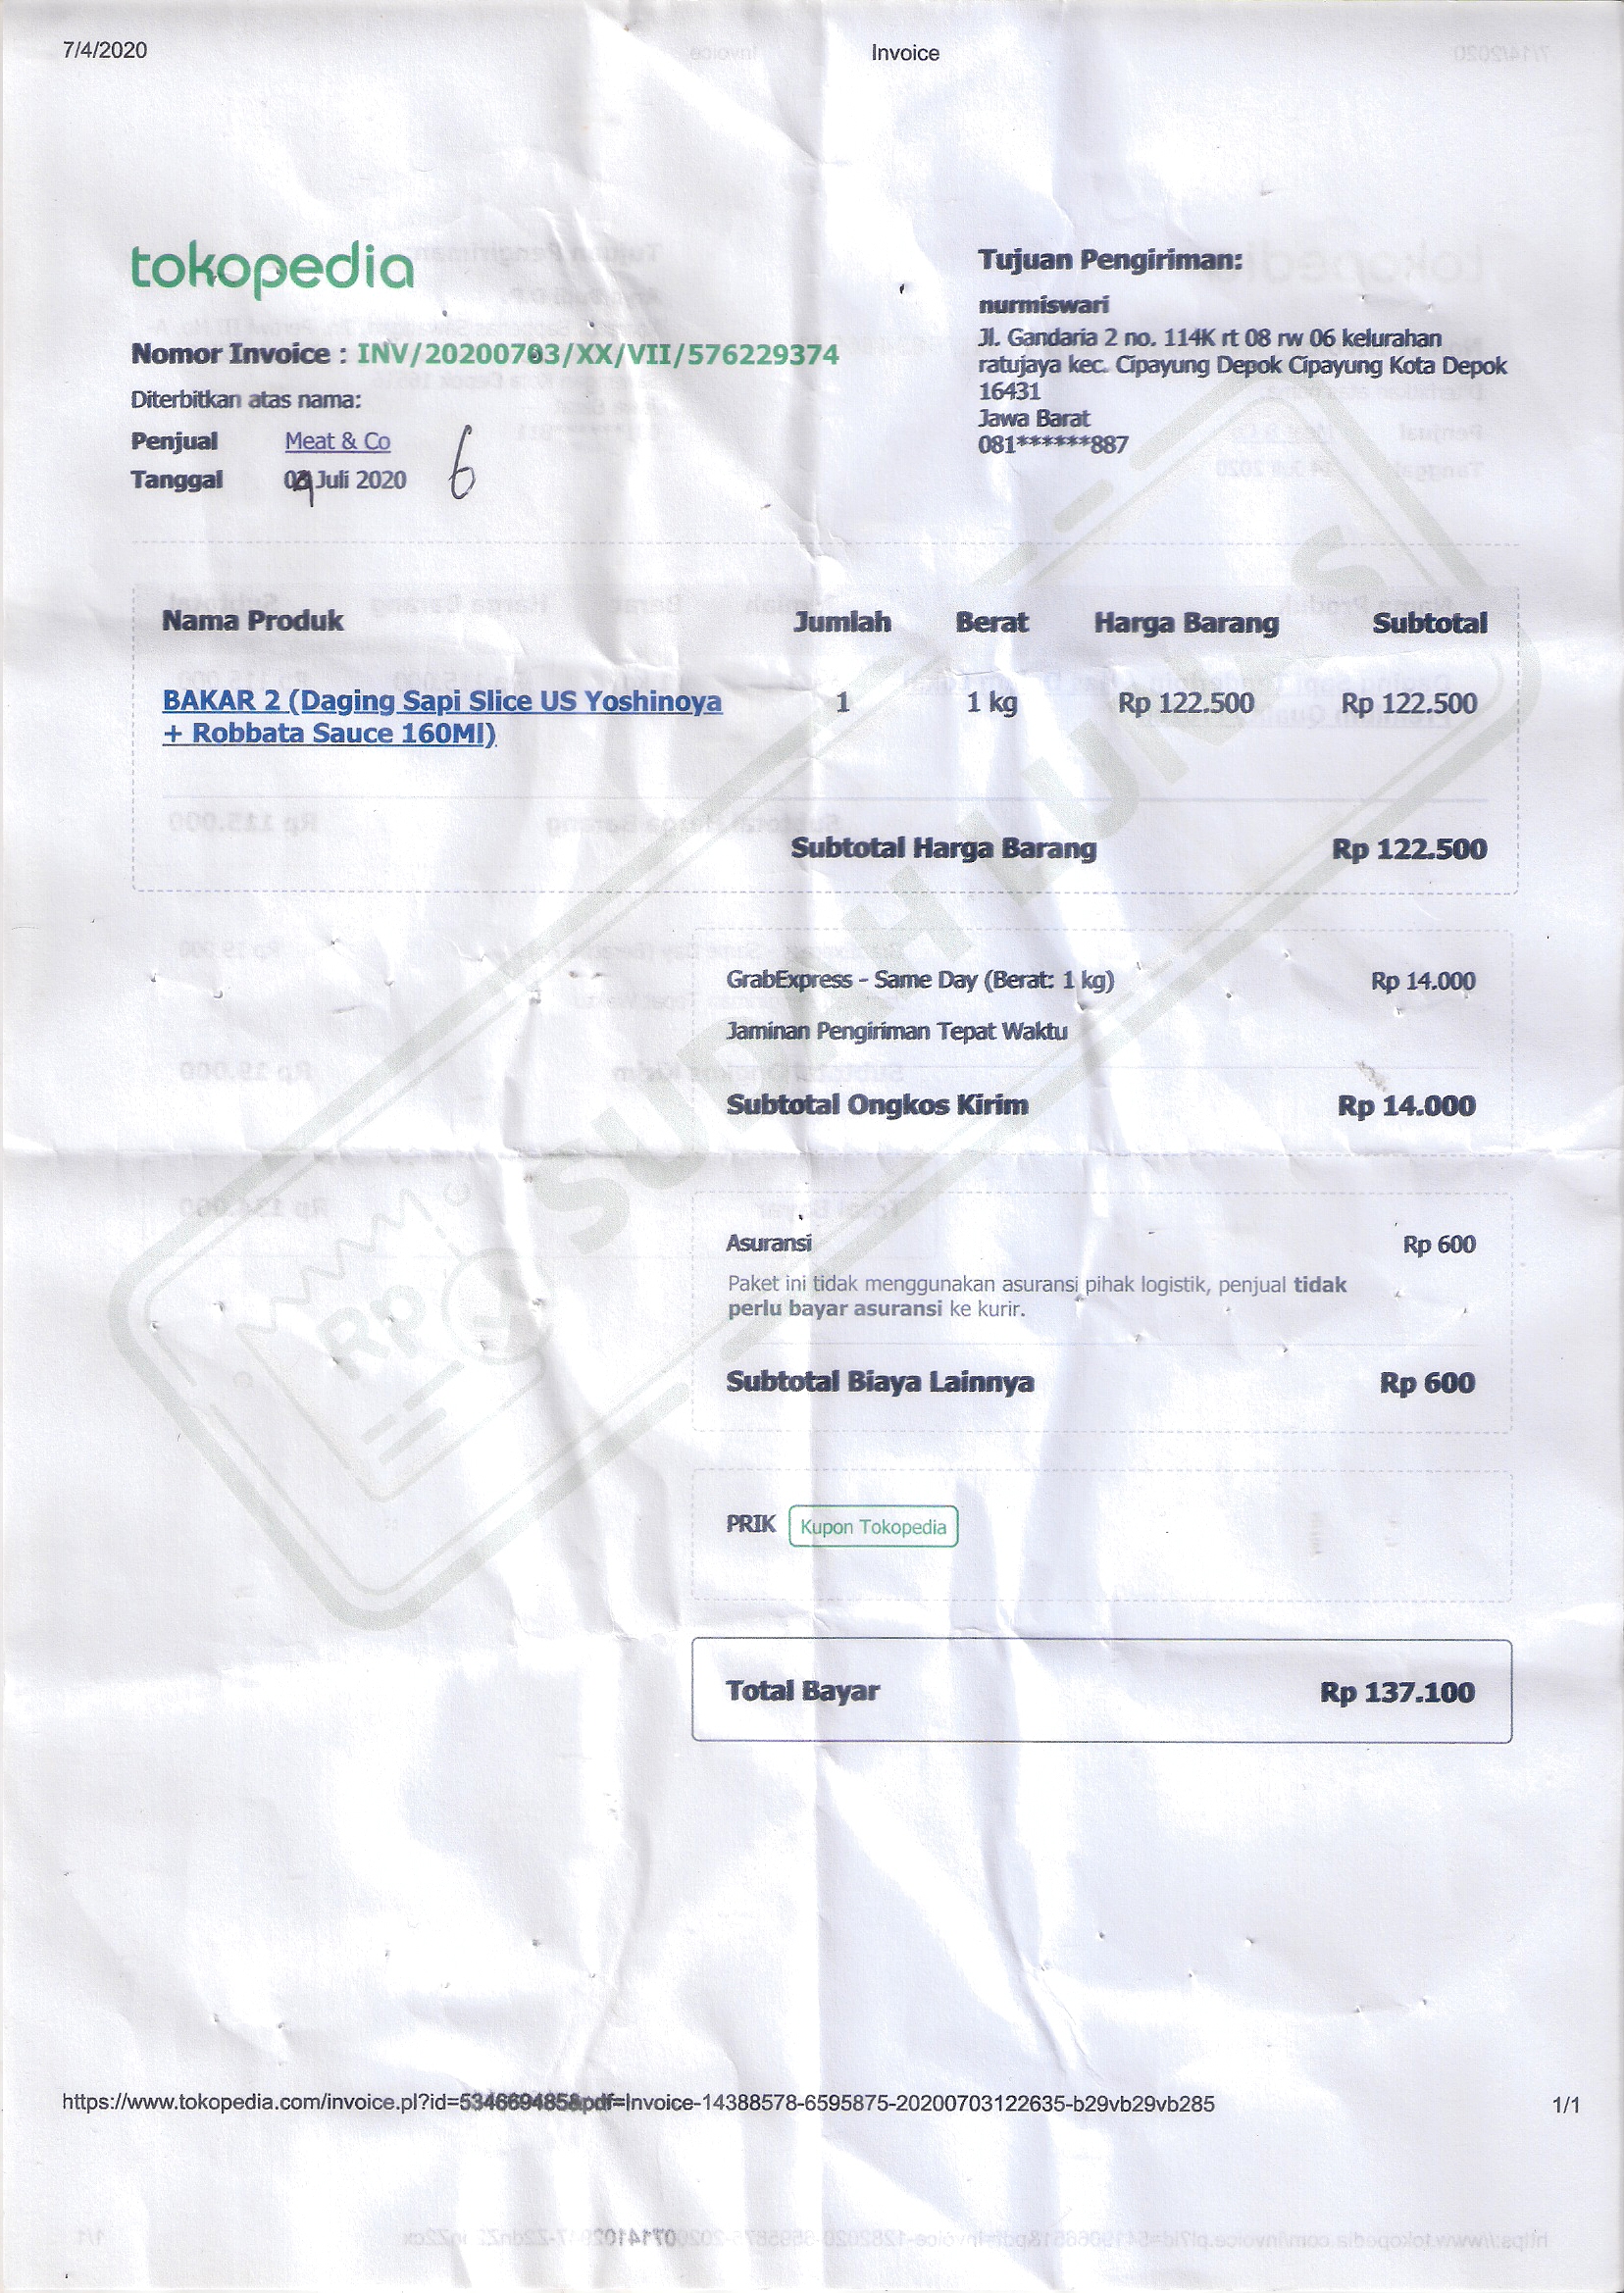 7/4/2020
Invoice
tokopedia
Nomor Invoice : INV/20200703/XX/VII/576229374
Diterbitkan atas nama:
Penjual Meat & Co
Tanggal Juli 2020 6
Tujuan Pengiriman:
nurmiswari
Jl. Gandaria 2 no. 114K rt 08 rw 06 kelurahan
ratujaya kec. Cipayung Depok Cipayung Kota Depok
16431
Jawa Barat
081******887
Nama Produk Jumlah Berat Harga Barang Subtotal
BAKAR 2 (Daging Sapi Slice US Yoshinoya 1 1 kg Rp 122.500 Rp 122.500
+ Robbata Sauce 160Ml)
Subtotal Harga Barang Rp 122.500
GrabExpress - Same Day (Berat: 1 kg) Rp 14.000
Jaminan Pengiriman Tepat Waktu
Subtotal Ongkos Kirim Rp 14.000
Asuransi Rp 600
Paket ini tidak menggunakan asuransi pihak logistik, penjual tidak
perlu bayar asuransi ke kurir.
Subtotal Biaya Lainnya Rp 600
PRIK Kupon Tokopedia
Total Bayar Rp 137.100
SUDAH LUNAS
RP
https://www.tokopedia.com/invoice.pl?id=534669485&pdf=Invoice-14388578-6595875-20200703122635-b29vb29vb285
1/1